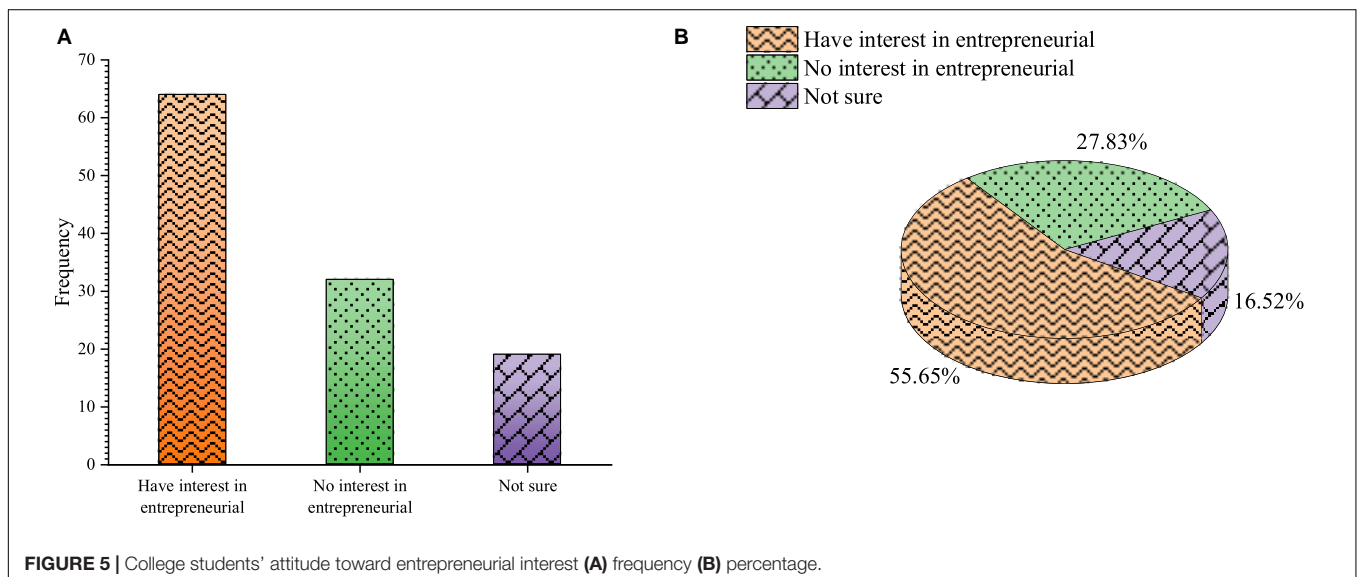 A
70
60
50
40
30
20
10
0
Frequency
Have interest in
entrepreneurial
No interest in
entrepreneurial
Not sure
B
Have interest in entrepreneurial
No interest in entrepreneurial
Not sure
27.83%
16.52%
55.65%
FIGURE 5 | College students’ attitude toward entrepreneurial interest (A) frequency (B) percentage.